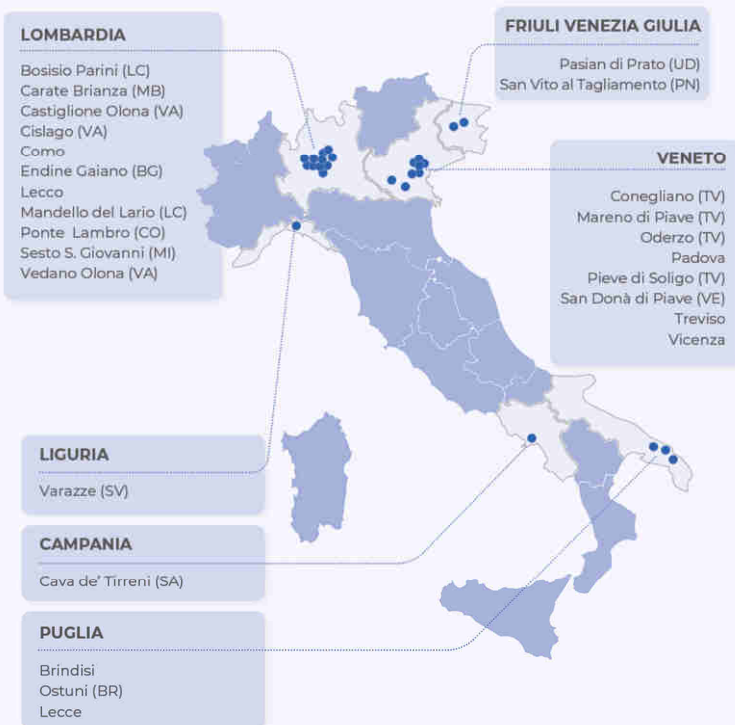 LOMBARDIA
Bosisio Parini (LC)
Carate Brianza (MB)
Castiglione Olona (VA)
Cislago (VA)
Como
Endine Gaiano (BG)
Lecco
Mandello del Lario (LC)
Ponte Lambro (CO)
Sesto S. Giovanni (MI)
Vedano Olona (VA)
FRIULI VENEZIA GIULIA
Pasian di Prato (UD)
San Vito al Tagliamento (PN)
VENETO
Conegliano (TV)
Mareno di Piave (TV)
Oderzo (TV)
Padova
Pieve di Soligo (TV)
San Donà di Piave (VE)
Treviso
Vicenza
LIGURIA
Varazze (SV)
CAMPANIA
Cava de' Tirreni (SA)
PUGLIA
Brindisi
Ostuni (BR)
Lecce